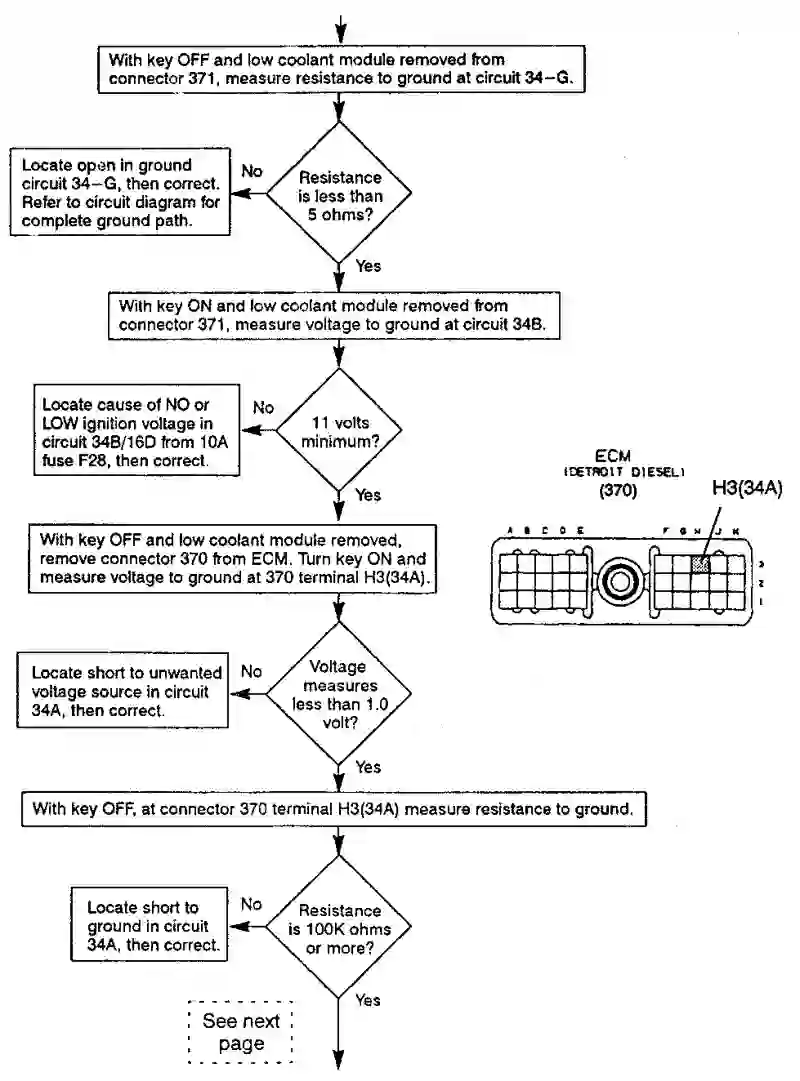 With key OFF and low coolant module removed from
connector 371, measure resistance to ground at circuit 34-G.
Locate open in ground
circuit 34-G, then correct.
Refer to circuit diagram for
complete ground path.
No
Resistance
is less than
5 ohms?
Yes
With key ON and low coolant module removed from
connector 371, measure voltage to ground at circuit 34B.
Locate cause of NO or
LOW ignition voltage in
circuit 34B/16D from 10A
fuse F28, then correct.
No
11 volts
minimum?
Yes
With key OFF and low coolant module removed,
remove connector 370 from ECM. Turn key ON and
measure voltage to ground at 370 terminal H3(34A).
ECM
(DETROIT DIESEL)
(370)
H3(34A)
A B C D E F G H J K
3
2
1
Locate short to unwanted
voltage source in circuit
34A, then correct.
No
Voltage
measures
less than 1.0
volt?
Yes
With key OFF, at connector 370 terminal H3(34A) measure resistance to ground.
Locate short to
ground in circuit
34A, then correct.
No
Resistance
is 100K ohms
or more?
Yes
See next
page